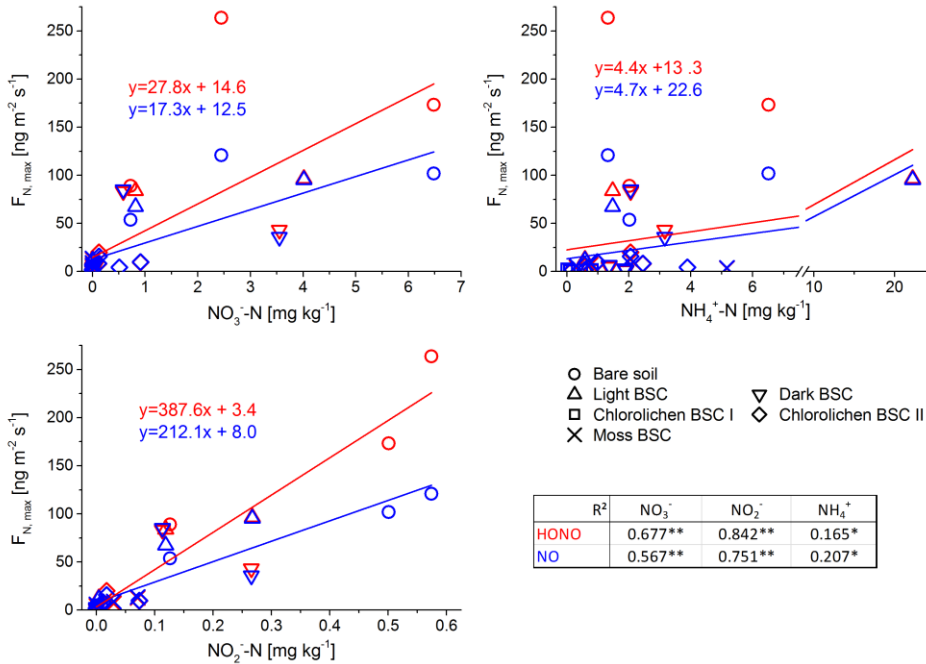 250
200
150
100
50
0
F_N, max [ng m⁻² s⁻¹]
y=27.8x + 14.6
y=17.3x + 12.5
0 1 2 3 4 5 6 7
NO₃⁻-N [mg kg⁻¹]
250
200
150
100
50
0
F_N, max [ng m⁻² s⁻¹]
y=4.4x +13 .3
y=4.7x + 22.6
0 2 4 6 10 20
NH₄⁺-N [mg kg⁻¹]
250
200
150
100
50
0
F_N, max [ng m⁻² s⁻¹]
y=387.6x + 3.4
y=212.1x + 8.0
0.0 0.1 0.2 0.3 0.4 0.5 0.6
NO₂⁻-N [mg kg⁻¹]
Bare soil
Light BSC Dark BSC
Chlorolichen BSC I Chlorolichen BSC II
Moss BSC
R² NO₃⁻ NO₂⁻ NH₄⁺
HONO 0.677** 0.842** 0.165*
NO 0.567** 0.751** 0.207*